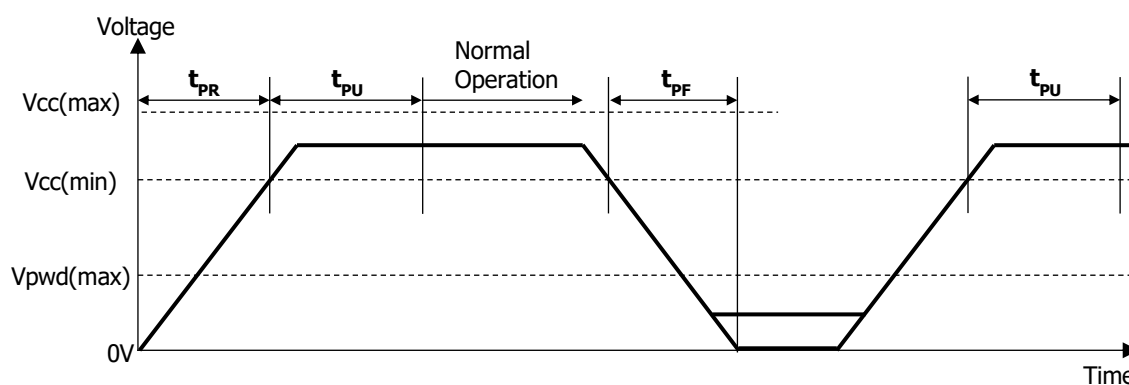 Voltage
Normal
Operation
tPR
tPU
tPF
tPU
Vcc(max)
Vcc(min)
Vpwd(max)
0V
Time